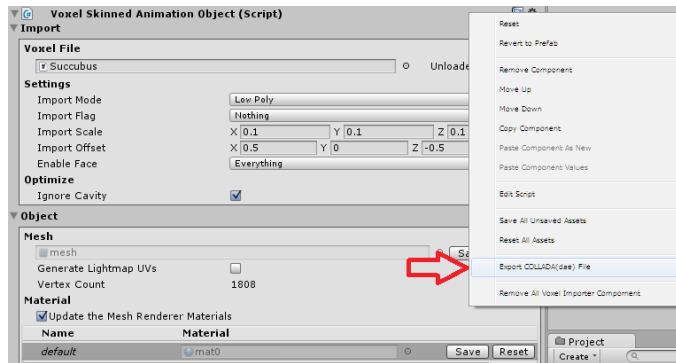 Voxel Skinned Animation Object (Script)
Import
Voxel File
Succubus
Unloade
Settings
Import Mode Low Poly
Import Flag Nothing
Import Scale X 0.1 Y 0.1 Z 0.1
Import Offset X 0.5 Y 0 Z -0.5
Enable Face Everything
Optimize
Ignore Cavity
Object
Mesh
mesh Sa
Generate Lightmap UVs
Vertex Count 1808
Material
Update the Mesh Renderer Materials
Name Material
default mat0 Save Reset
Reset
Revert to Prefab
Remove Component
Move Up
Move Down
Copy Component
Paste Component As New
Paste Component Values
Edit Script
Save All Unsaved Assets
Reset All Assets
Export COLLADA(dae) File
Remove All Voxel Importer Compornent
Project
Create